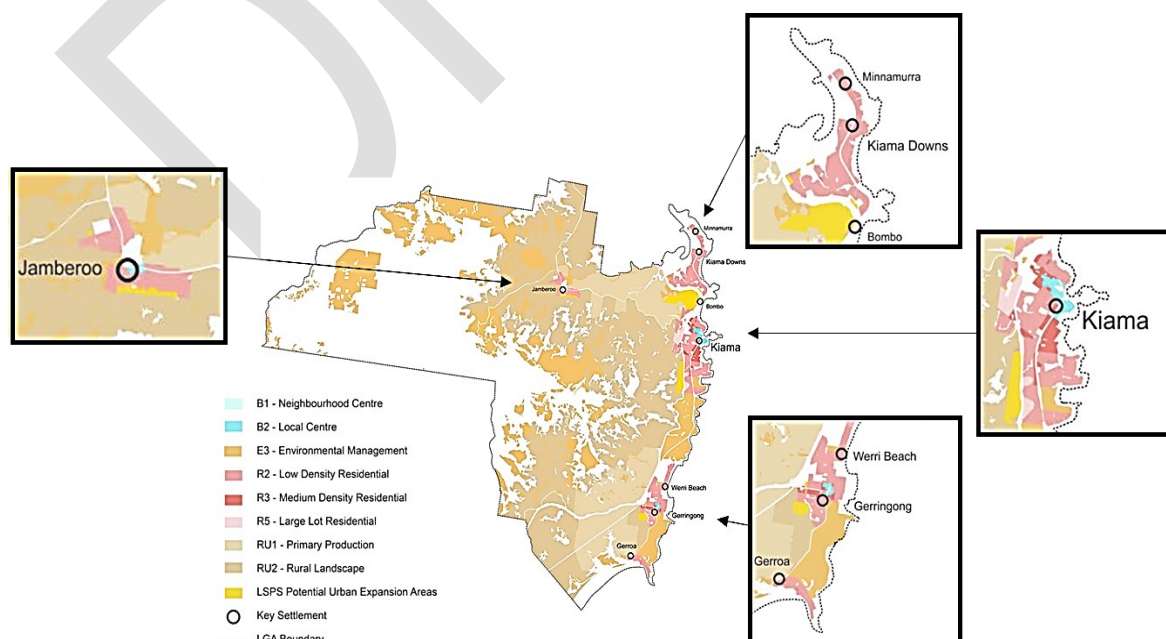 Minnamurra
Kiama Downs
Bombo
Jamberoo
Kiama
Werri Beach
Gerringong
Gerroa
Minnamurra
Kiama Downs
Jamberoo
Bombo
Kiama
Werri Beach
Gerringong
Gerroa
B1 - Neighbourhood Centre
B2 - Local Centre
E3 - Environmental Management
R2 - Low Density Residential
R3 - Medium Density Residential
R5 - Large Lot Residential
RU1 - Primary Production
RU2 - Rural Landscape
LSPS Potential Urban Expansion Areas
Key Settlement
LGA Boundary